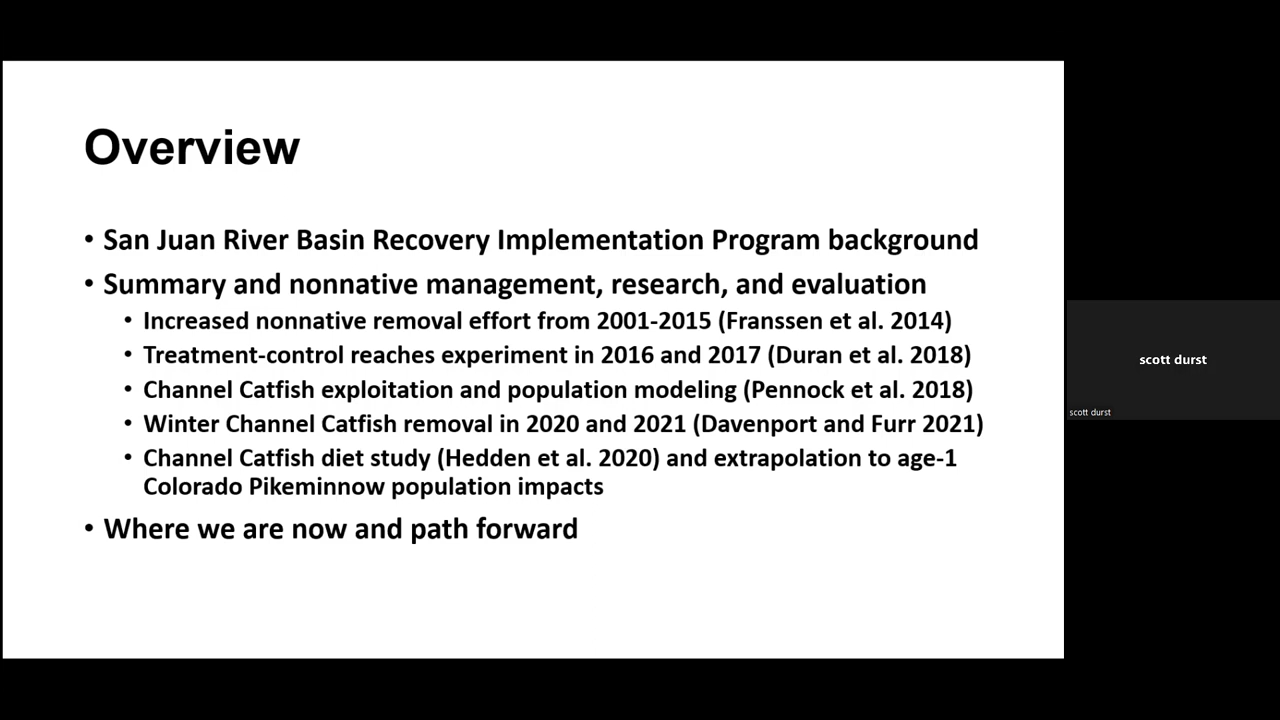 Overview
• San Juan River Basin Recovery Implementation Program background
• Summary and nonnative management, research, and evaluation
• Increased nonnative removal effort from 2001-2015 (Franssen et al. 2014)
• Treatment-control reaches experiment in 2016 and 2017 (Duran et al. 2018)
• Channel Catfish exploitation and population modeling (Pennock et al. 2018)
• Winter Channel Catfish removal in 2020 and 2021 (Davenport and Furr 2021)
• Channel Catfish diet study (Hedden et al. 2020) and extrapolation to age-1
Colorado Pikeminnow population impacts
• Where we are now and path forward
scott durst
scott durst